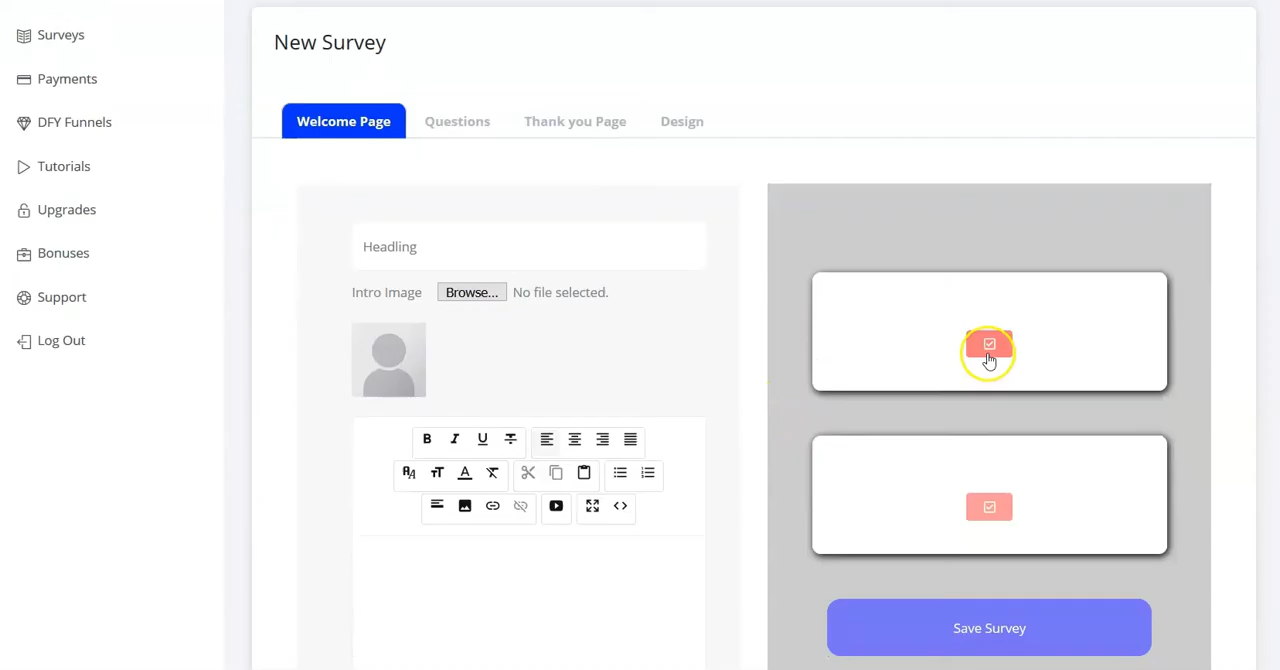 Surveys
Payments
DFY Funnels
Tutorials
Upgrades
Bonuses
Support
Log Out
New Survey
Welcome Page
Questions
Thank you Page
Design
Heading
Intro Image Browse... No file selected.
Save Survey